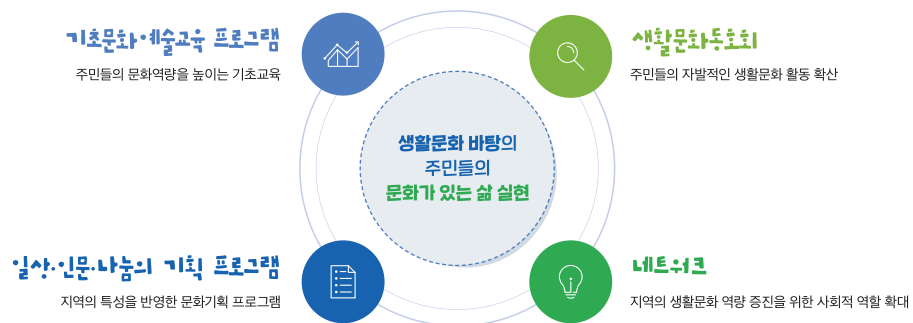 기초문화·예술교육 프로그램
주민들의 문화역량을 높이는 기초교육
생활문화동호회
주민들의 자발적인 생활문화 활동 확산
생활문화 바탕의
주민들의
문화가 있는 삶 실현
일상·인문·나눔의 기획 프로그램
지역의 특성을 반영한 문화기획 프로그램
네트워크
지역의 생활문화 역량 증진을 위한 사회적 역할 확대